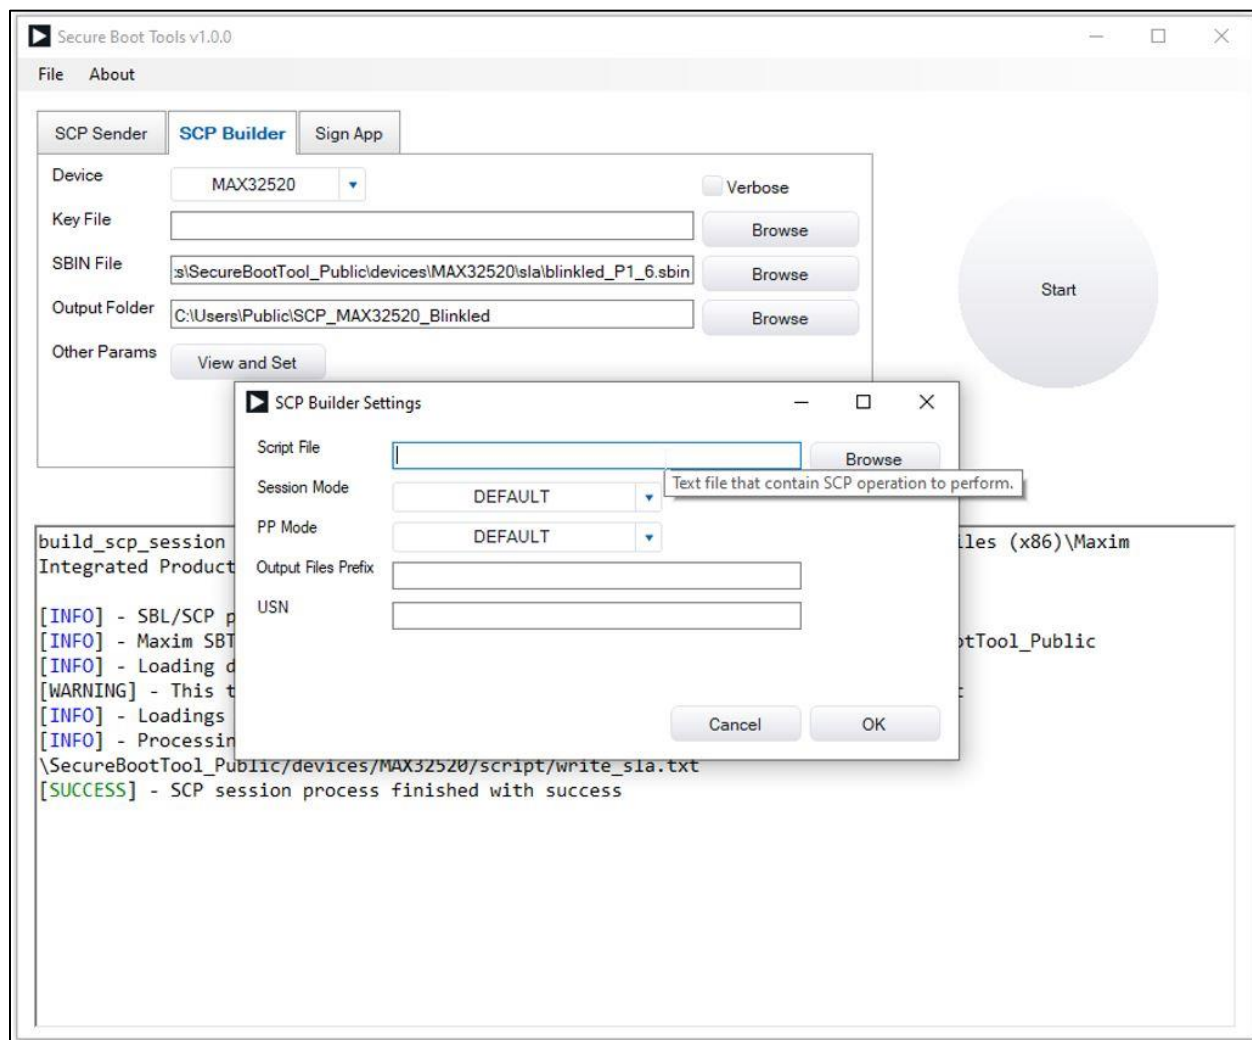 Secure Boot Tools v1.0.0
File About
SCP Sender SCP Builder Sign App
Device MAX32520 Verbose
Key File Browse
SBIN File :s\SecureBootTool_Public\devices\MAX32520\sla\blinkled_P1_6.sbin Browse
Start
Output Folder C:\Users\Public\SCP_MAX32520_Blinkled Browse
Other Params View and Set
SCP Builder Settings
Script File Browse
Text file that contain SCP operation to perform.
Session Mode DEFAULT
PP Mode DEFAULT
Output Files Prefix
USN
Cancel OK
build_scp_session iles (x86)\Maxim
Integrated Product
[INFO] - SBL/SCP p
[INFO] - Maxim SBT otTool_Public
[INFO] - Loading d
[WARNING] - This t
[INFO] - Loadings
[INFO] - Processin
\SecureBootTool_Public/devices/MAX32520/script/write_sla.txt
[SUCCESS] - SCP session process finished with success